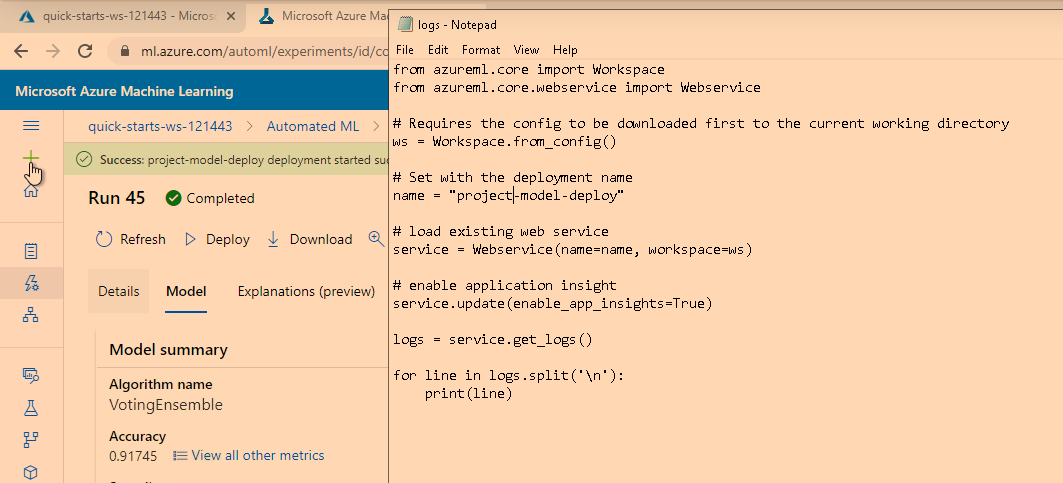 quick-starts-ws-121443 - Micros
Microsoft Azure Ma
ml.azure.com/automl/experiments/id/co
Microsoft Azure Machine Learning
quick-starts-ws-121443 > Automated ML >
Success: project-model-deploy deployment started suc
Run 45 Completed
Refresh Deploy Download
Details Model Explanations (preview)
Model summary
Algorithm name
VotingEnsemble
Accuracy
0.91745 View all other metrics
logs - Notepad
File Edit Format View Help
from azureml.core import Workspace
from azureml.core.webservice import Webservice
# Requires the config to be downloaded first to the current working directory
ws = Workspace.from_config()
# Set with the deployment name
name = "project-model-deploy"
# load existing web service
service = Webservice(name=name, workspace=ws)
# enable application insight
service.update(enable_app_insights=True)
logs = service.get_logs()
for line in logs.split('\n'):
    print(line)